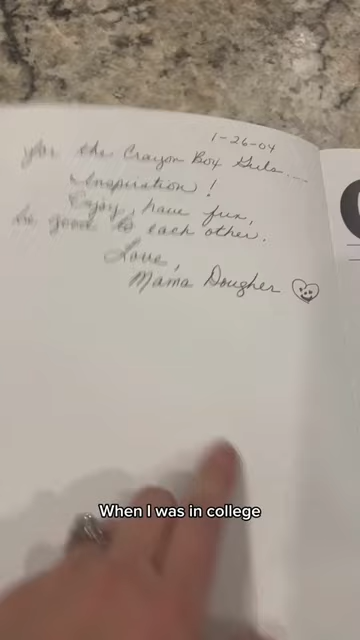 1-26-04
for the Crayon Box Girls....
Inspiration!
Enjoy, have fun,
be good to each other.
Love,
Mama Dougher
When I was in college